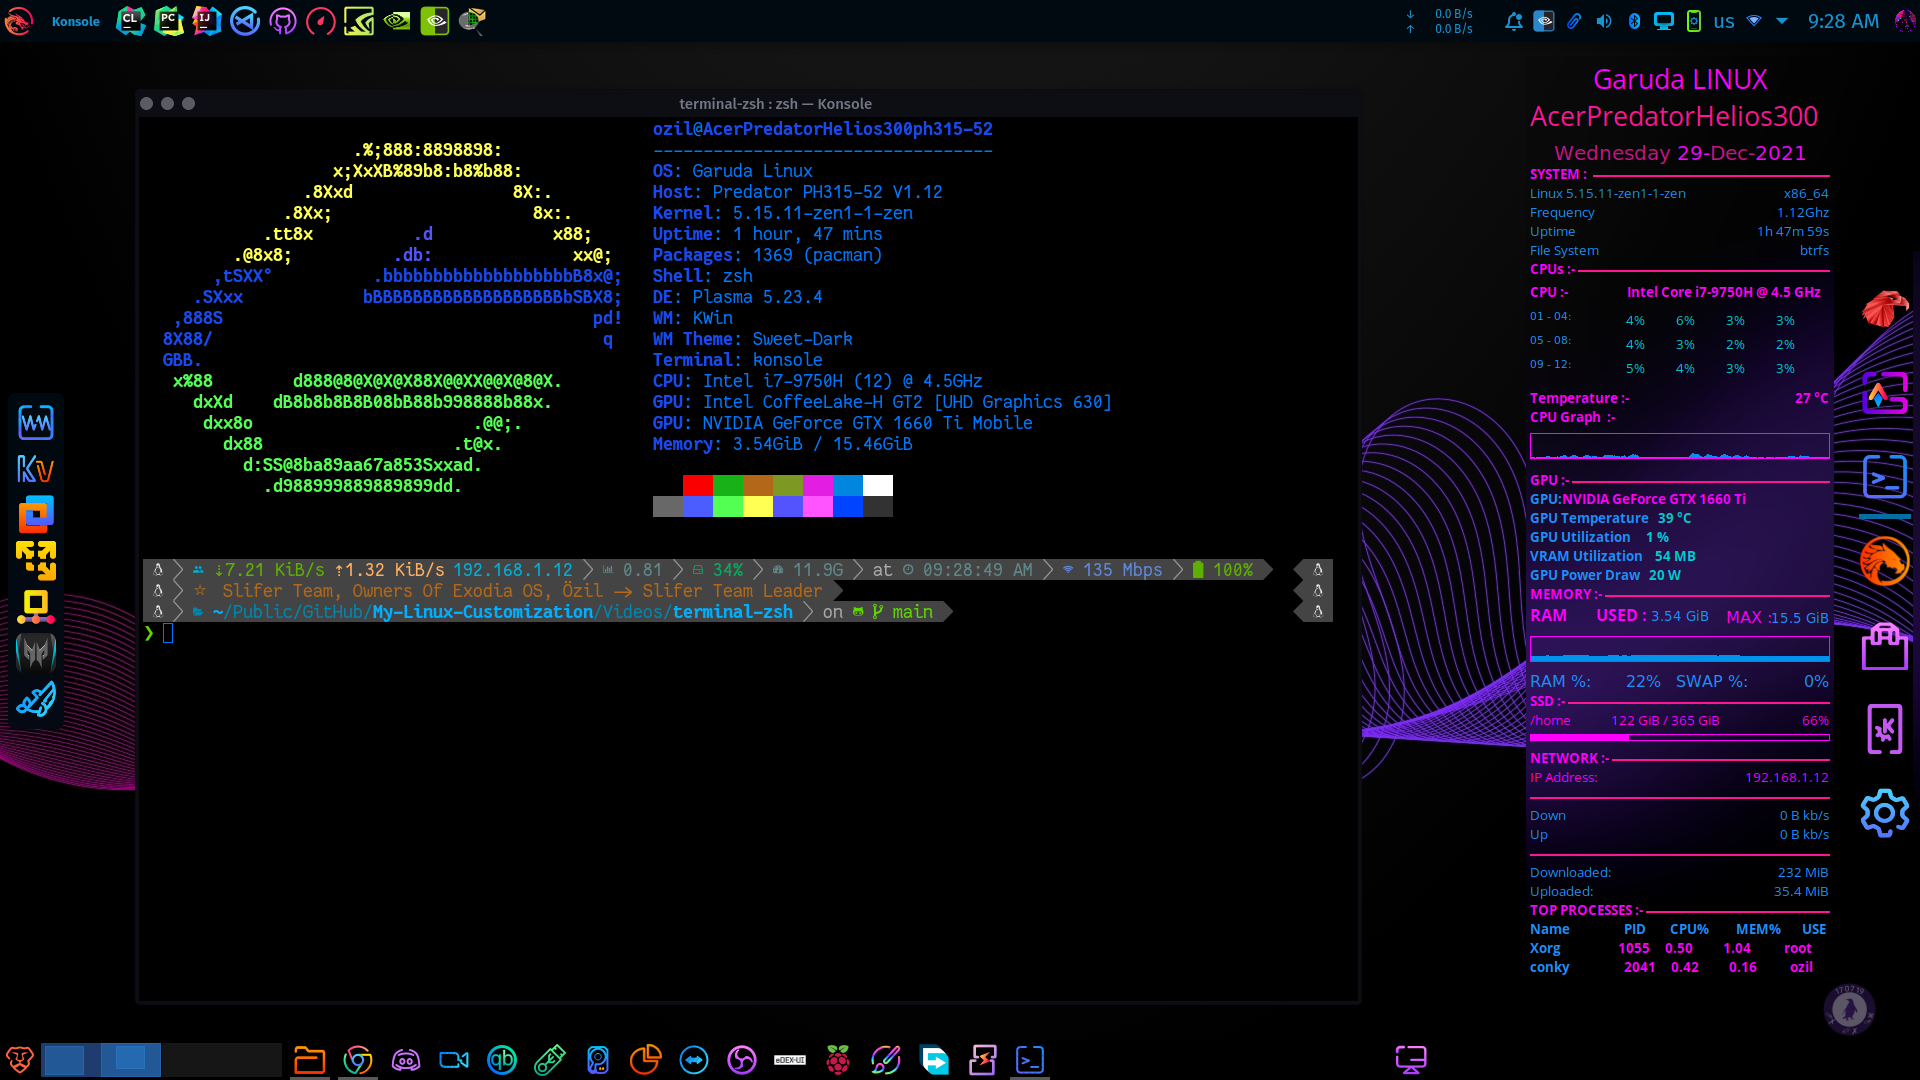 Konsole
CL PC IJ
0.0 B/s
0.0 B/s
us
9:28 AM
terminal-zsh : zsh — Konsole
.%;888:8898898:
x;XxXB%89b8:b8%b88:
.8Xxd 8X:.
.8Xx; 8x:.
.tt8x .d x88;
.@8x8; .db: xx@;
,tSXX° .bbbbbbbbbbbbbbbbbbbB8x@;
.SXxx bBBBBBBBBBBBBBBBBBBBbSBX8;
,888S pd!
8X88/ q
GBB.
x%88 d888@8@X@X@X88X@@XX@@X@8@X.
dxXd dB8b8b8B8B08bB88b998888b88x.
dxx8o .@@;.
dx88 .t@x.
d:SS@8ba89aa67a853Sxxad.
.d988999889889899dd.
ozil@AcerPredatorHelios300ph315-52
----------------------------------
OS: Garuda Linux
Host: Predator PH315-52 V1.12
Kernel: 5.15.11-zen1-1-zen
Uptime: 1 hour, 47 mins
Packages: 1369 (pacman)
Shell: zsh
DE: Plasma 5.23.4
WM: KWin
WM Theme: Sweet-Dark
Terminal: konsole
CPU: Intel i7-9750H (12) @ 4.5GHz
GPU: Intel CoffeeLake-H GT2 [UHD Graphics 630]
GPU: NVIDIA GeForce GTX 1660 Ti Mobile
Memory: 3.54GiB / 15.46GiB
↓7.21 KiB/s ↑1.32 KiB/s 192.168.1.12 0.81 34% 11.9G at 09:28:49 AM 135 Mbps 100%
☆ Slifer Team, Owners Of Exodia OS, Özil —> Slifer Team Leader
~/Public/GitHub/My-Linux-Customization/Videos/terminal-zsh on main
❯
Garuda LINUX
AcerPredatorHelios300
Wednesday 29-Dec-2021
SYSTEM :
Linux 5.15.11-zen1-1-zen x86_64
Frequency 1.12Ghz
Uptime 1h 47m 59s
File System btrfs
CPUs :-
CPU :- Intel Core i7-9750H @ 4.5 GHz
01 - 04: 4% 6% 3% 3%
05 - 08: 4% 3% 2% 2%
09 - 12: 5% 4% 3% 3%
Temperature :- 27 °C
CPU Graph :-
GPU :-
GPU:NVIDIA GeForce GTX 1660 Ti
GPU Temperature 39 °C
GPU Utilization 1 %
VRAM Utilization 54 MB
GPU Power Draw 20 W
MEMORY :-
RAM USED : 3.54 GiB MAX :15.5 GiB
RAM %: 22% SWAP %: 0%
SSD :-
/home 122 GiB / 365 GiB 66%
NETWORK :-
IP Address: 192.168.1.12
Down 0 B kb/s
Up 0 B kb/s
Downloaded: 232 MiB
Uploaded: 35.4 MiB
TOP PROCESSES :-
Name PID CPU% MEM% USE
Xorg 1055 0.50 1.04 root
conky 2041 0.42 0.16 ozil
170719
qb
eDEX-UI